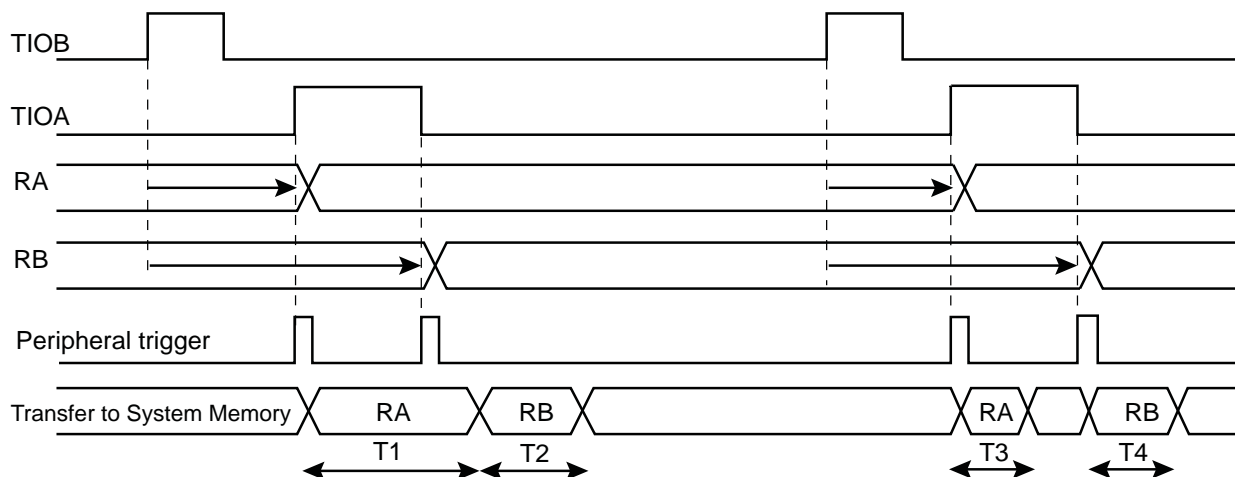 TIOB
TIOA
RA
RB
Peripheral trigger
Transfer to System Memory RA RB RA RB
T1 T2 T3 T4